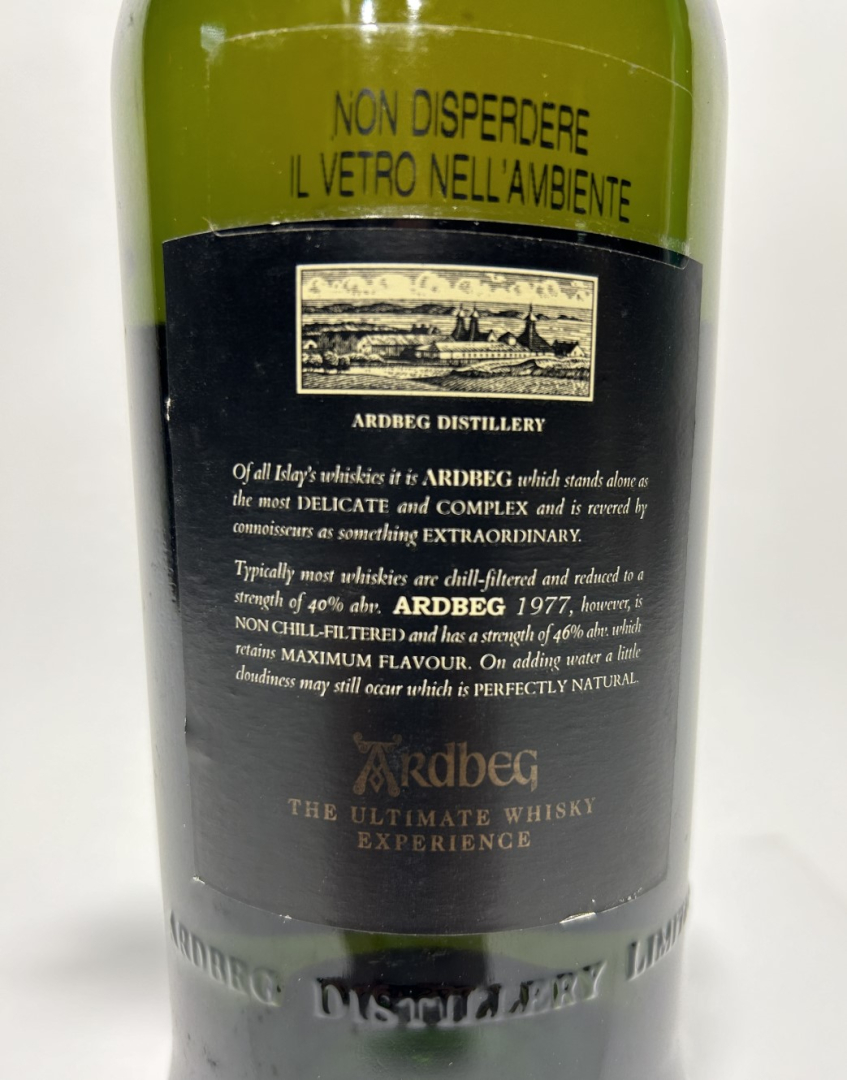 NON DISPERDERE
IL VETRO NELL'AMBIENTE
ARDBEG DISTILLERY
Of all Islay's whiskies it is ARDBEG which stands alone as
the most DELICATE and COMPLEX and is revered by
connoisseurs as something EXTRAORDINARY.
Typically most whiskies are chill-filtered and reduced to a
strength of 40% abv. ARDBEG 1977, however, is
NON CHILL-FILTERED and has a strength of 46% abv. which
retains MAXIMUM FLAVOUR. On adding water a little
cloudiness may still occur which is PERFECTLY NATURAL.
ARdbEG
THE ULTIMATE WHISKY
EXPERIENCE
ARDBEG DISTILLERY